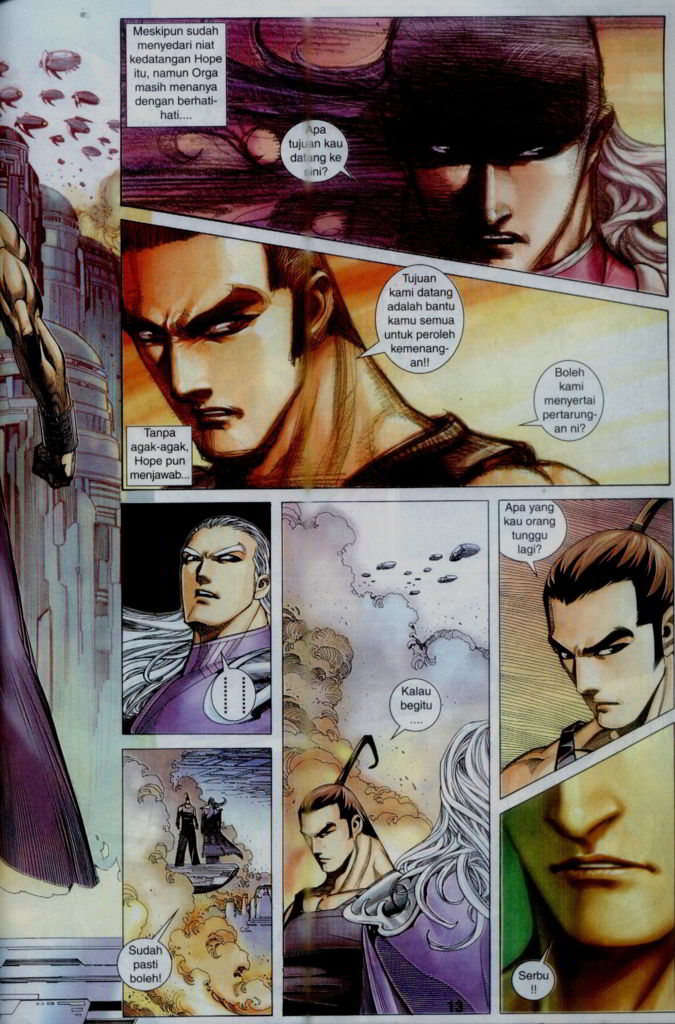 Meskipun sudah
menyedari niat
kedatangan Hope
itu, namun Orga
masih menanya
dengan berhati-
hati....
Apa
tujuan kau
datang ke
sini?
Tujuan
kami datang
adalah bantu
kamu semua
untuk peroleh
kemenang-
an!!
Boleh
kami
menyertai
pertarung-
an ni?
Tanpa
agak-agak,
Hope pun
menjawab...
Apa yang
kau orang
tunggu
lagi?
Kalau
begitu
....
Sudah
pasti
boleh!
Serbu
!!
13